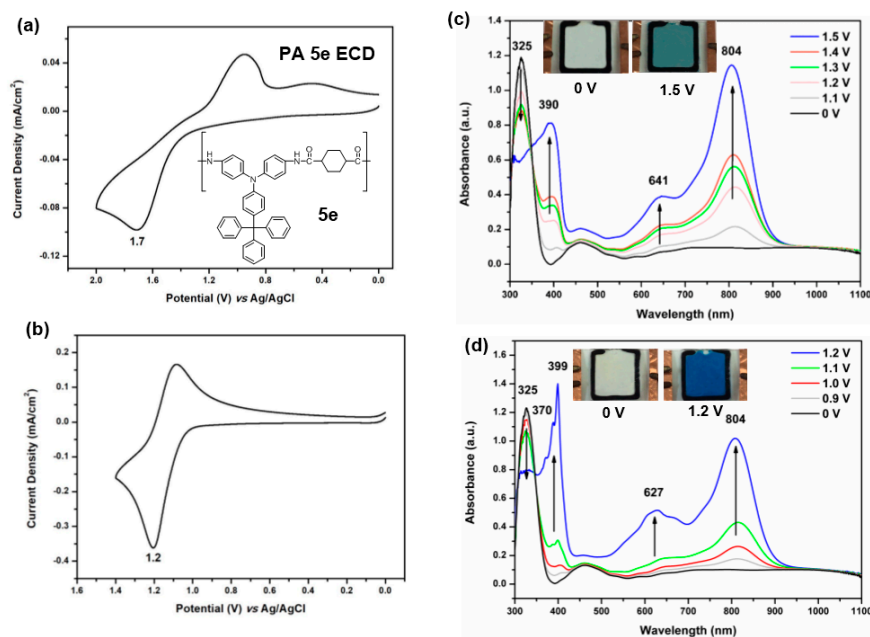 (a)
PA 5e ECD
Current Density (mA/cm²)
0.04
0.00
-0.04
-0.08
-0.12
1.7
NH
N
HN
O
C
O
C
5e
2.0
1.6
1.2
0.8
0.4
0.0
Potential (V) vs Ag/AgCl
(b)
Current Density (mA/cm²)
0.2
0.1
0.0
-0.1
-0.2
-0.3
-0.4
1.2
1.6
1.4
1.2
1.0
0.8
0.6
0.4
0.2
0.0
Potential (V) vs Ag/AgCl
(c)
Absorbance (a.u.)
1.4
1.2
1.0
0.8
0.6
0.4
0.2
0.0
325
390
641
804
0 V
1.5 V
1.5 V
1.4 V
1.3 V
1.2 V
1.1 V
0 V
300 400 500 600 700 800 900 1000 1100
Wavelength (nm)
(d)
Absorbance (a.u.)
1.6
1.4
1.2
1.0
0.8
0.6
0.4
0.2
0.0
325
370
399
627
804
0 V
1.2 V
1.2 V
1.1 V
1.0 V
0.9 V
0 V
300 400 500 600 700 800 900 1000 1100
Wavelength (nm)